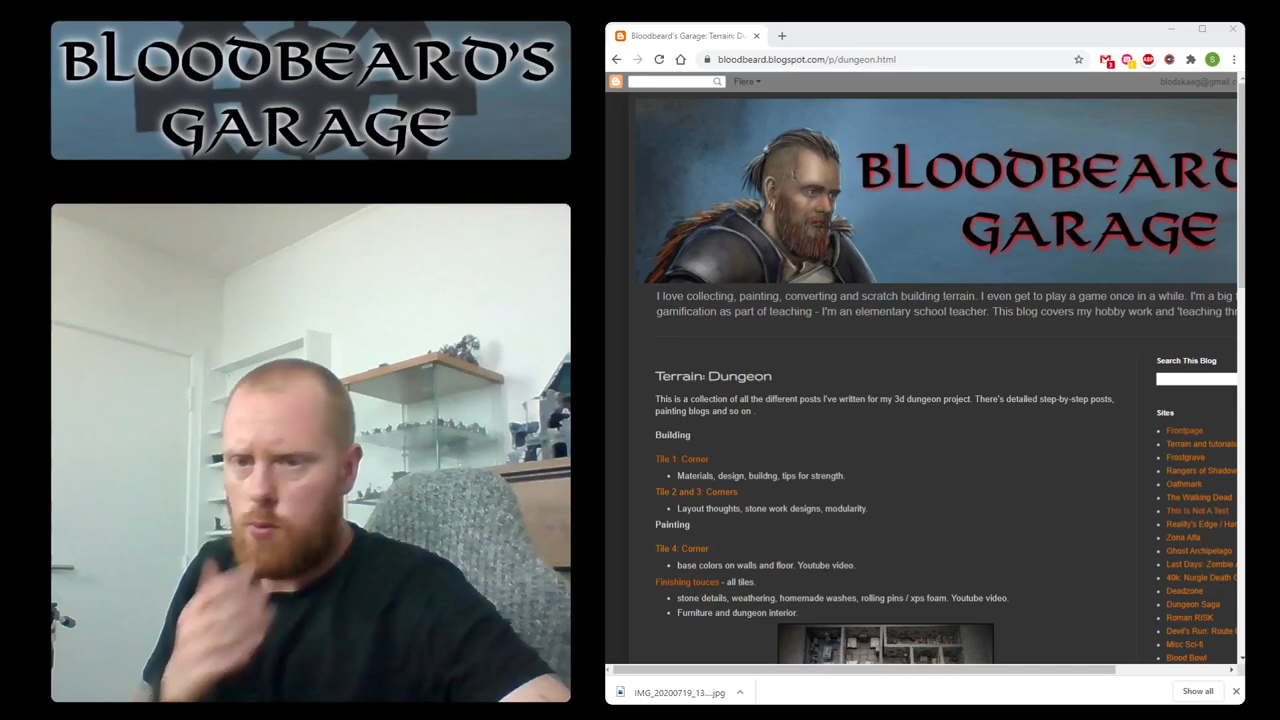 BLOODBEARD'S
GARAGE
Bloodbeard's Garage: Terrain: Du
bloodbeard.blogspot.com/p/dungeon.html
Flere
blodskaeg@gmail.c
BLOODBEARD
GARAGE
I love collecting, painting, converting and scratch building terrain. I even get to play a game once in a while. I'm a big f
gamification as part of teaching - I'm an elementary school teacher. This blog covers my hobby work and 'teaching thr
Terrain: Dungeon
This is a collection of all the different posts I've written for my 3d dungeon project. There's detailed step-by-step posts,
painting blogs and so on .
Building
Tile 1: Corner
Materials, design, buildng, tips for strength.
Tile 2 and 3: Corners
Layout thoughts, stone work designs, modularity.
Painting
Tile 4: Corner
base colors on walls and floor. Youtube video.
Finishing touces - all tiles.
stone details, weathering, homemade washes, rolling pins / xps foam. Youtube video.
Furniture and dungeon interior.
Search This Blog
Sites
Frontpage
Terrain and tutorials
Frostgrave
Rangers of Shadow
Oathmark
The Walking Dead
This Is Not A Test
Reality's Edge / Har
Zona Alfa
Ghost Archipelago
Last Days: Zombie A
40k: Nurgle Death G
Deadzone
Dungeon Saga
Roman RISK
Devil's Run: Route
Misc Sci-fi
Blood Bowl
IMG_20200719_13....jpg
Show all